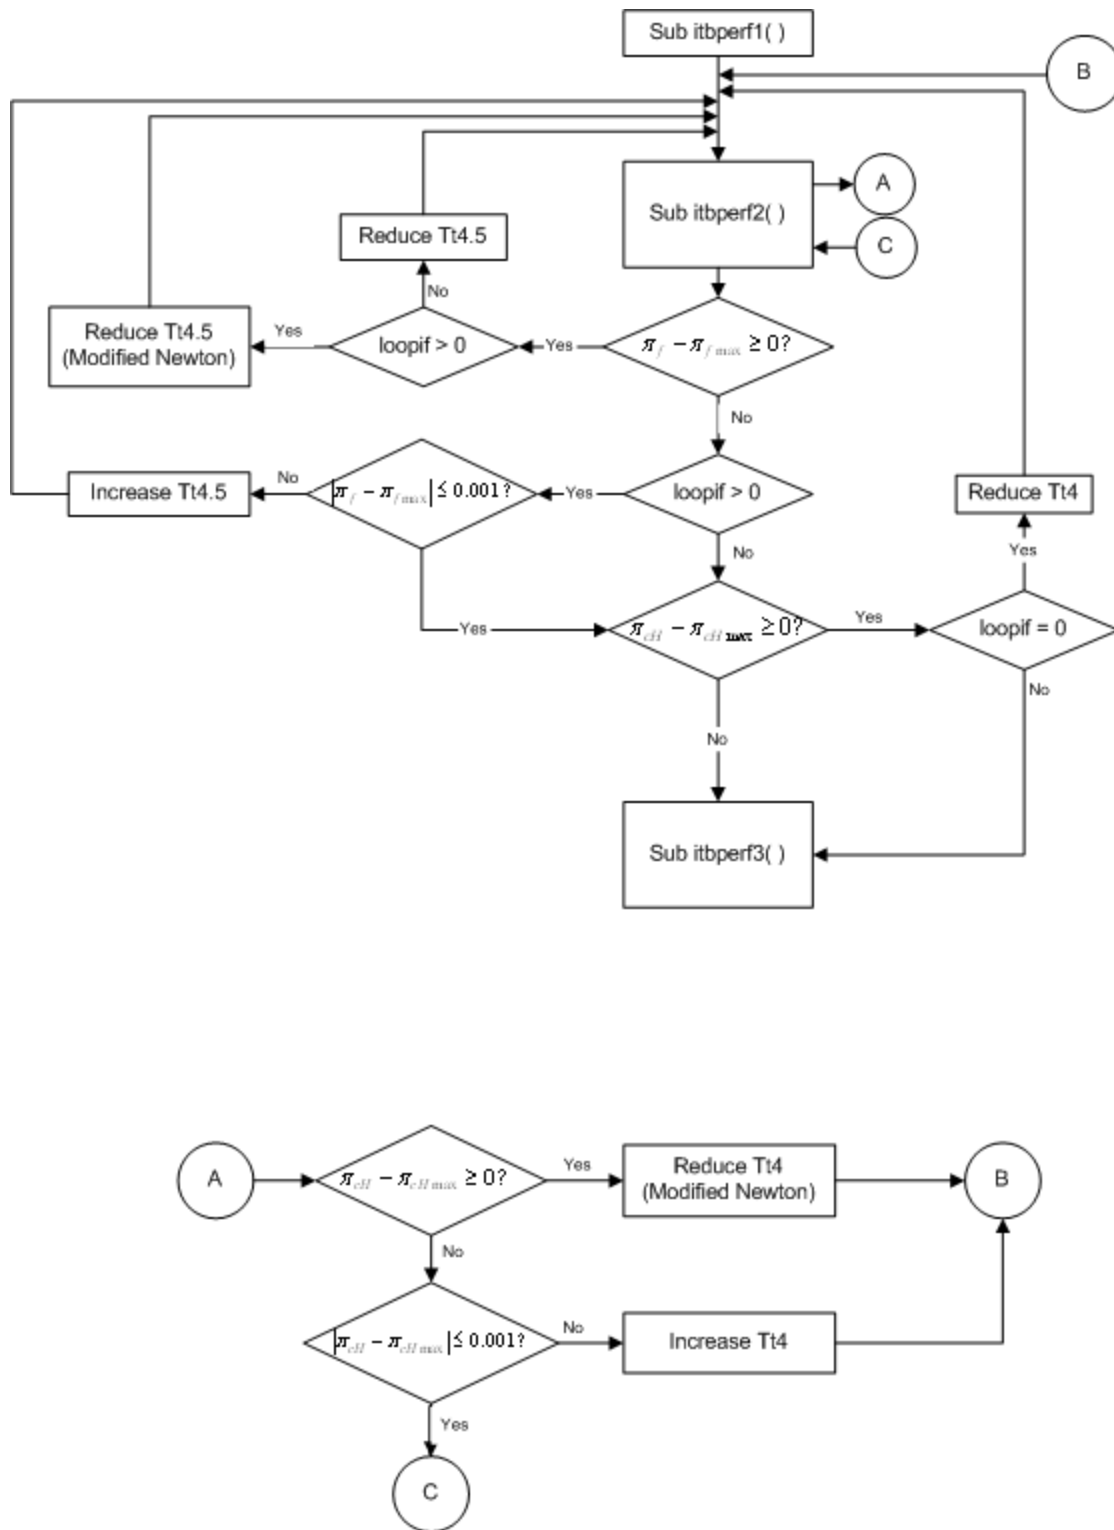 Sub itbperf1( )
B
A
Sub itbperf2( )
C
Reduce Tt4.5
No
Reduce Tt4.5
(Modified Newton)
Yes
loopif > 0
Yes
π_f − π_f max ≥ 0?
No
Increase Tt4.5
No
|π_f − π_f max| ≤ 0.001?
Yes
loopif > 0
Reduce Tt4
Yes
No
Yes
π_cH − π_cH max ≥ 0?
Yes
loopif = 0
No
No
Sub itbperf3( )
A
π_cH − π_cH max ≥ 0?
Yes
Reduce Tt4
(Modified Newton)
B
No
|π_cH − π_cH max| ≤ 0.001?
No
Increase Tt4
Yes
C